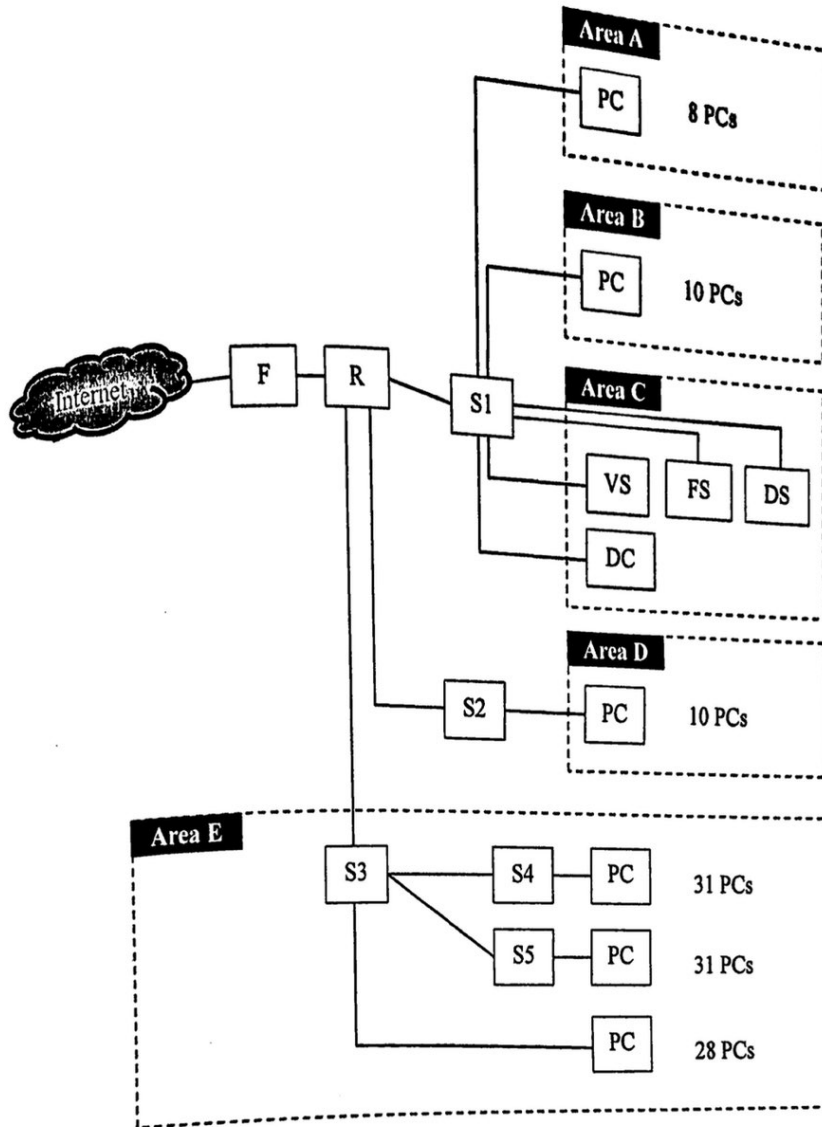 Area A
PC
8 PCs
Area B
PC
10 PCs
Internet
F
R
S1
Area C
VS
FS
DS
DC
Area D
S2
PC
10 PCs
Area E
S3
S4
PC
31 PCs
S5
PC
31 PCs
PC
28 PCs